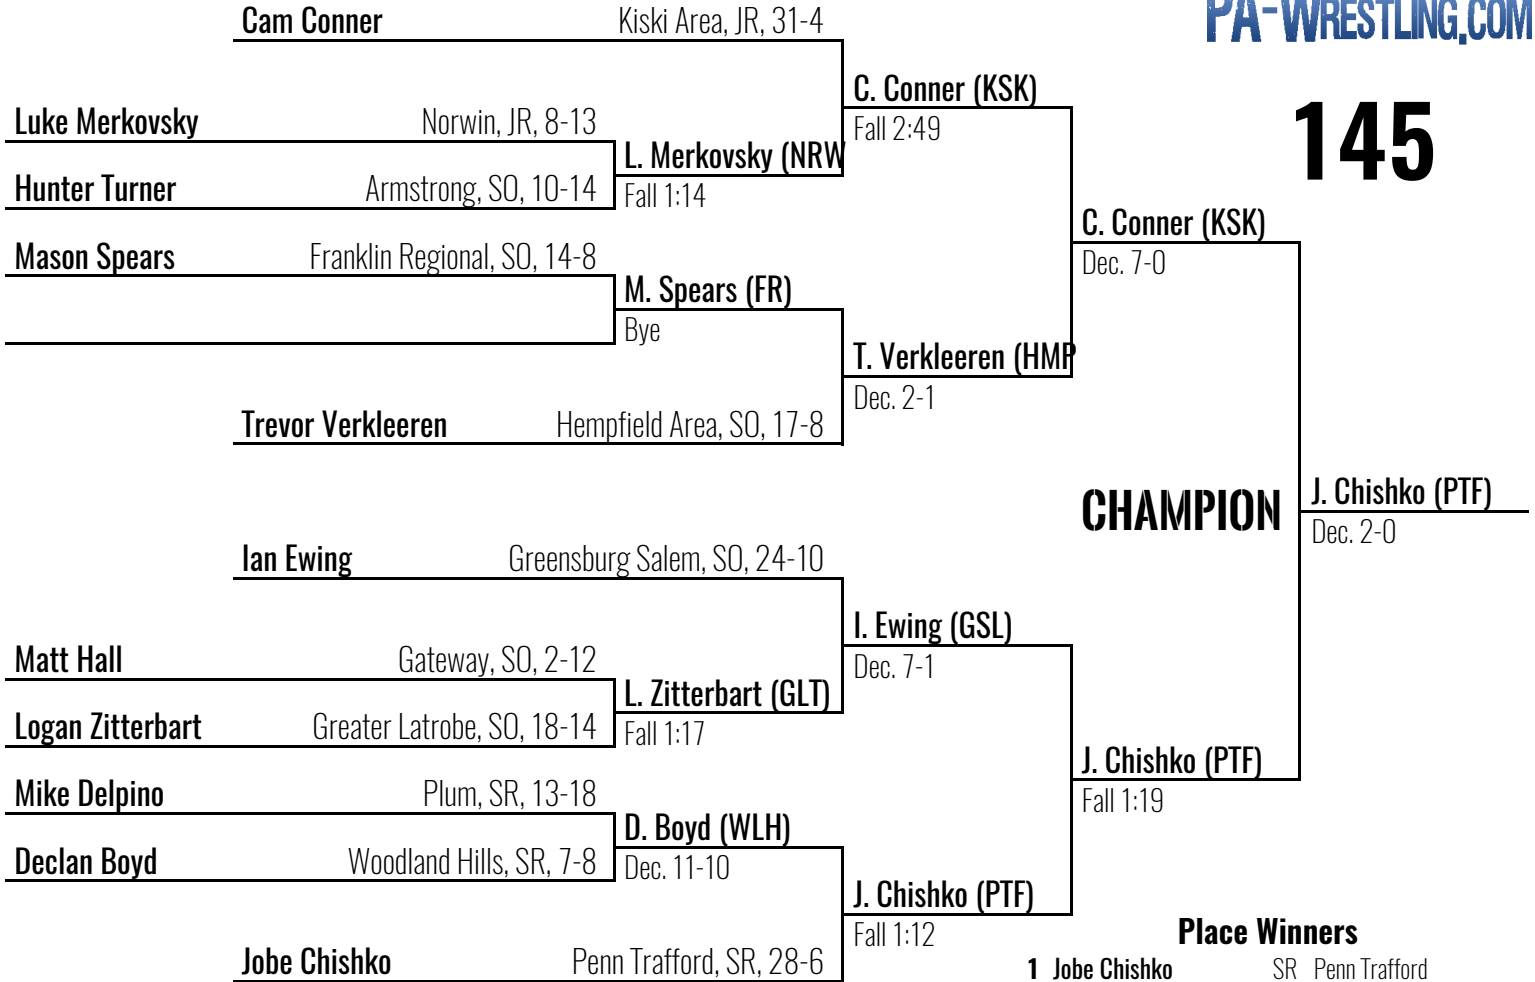 PA-WRESTLING.COM
145
Cam Conner Kiski Area, JR, 31-4
C. Conner (KSK)
Fall 2:49
Luke Merkovsky Norwin, JR, 8-13
L. Merkovsky (NRW
Fall 1:14
Hunter Turner Armstrong, SO, 10-14
C. Conner (KSK)
Dec. 7-0
Mason Spears Franklin Regional, SO, 14-8
M. Spears (FR)
Bye
T. Verkleeren (HMP
Dec. 2-1
Trevor Verkleeren Hempfield Area, SO, 17-8
CHAMPION
J. Chishko (PTF)
Dec. 2-0
Ian Ewing Greensburg Salem, SO, 24-10
I. Ewing (GSL)
Dec. 7-1
Matt Hall Gateway, SO, 2-12
L. Zitterbart (GLT)
Fall 1:17
Logan Zitterbart Greater Latrobe, SO, 18-14
J. Chishko (PTF)
Fall 1:19
Mike Delpino Plum, SR, 13-18
D. Boyd (WLH)
Dec. 11-10
Declan Boyd Woodland Hills, SR, 7-8
J. Chishko (PTF)
Fall 1:12
Jobe Chishko Penn Trafford, SR, 28-6
Place Winners
1 Jobe Chishko SR Penn Trafford